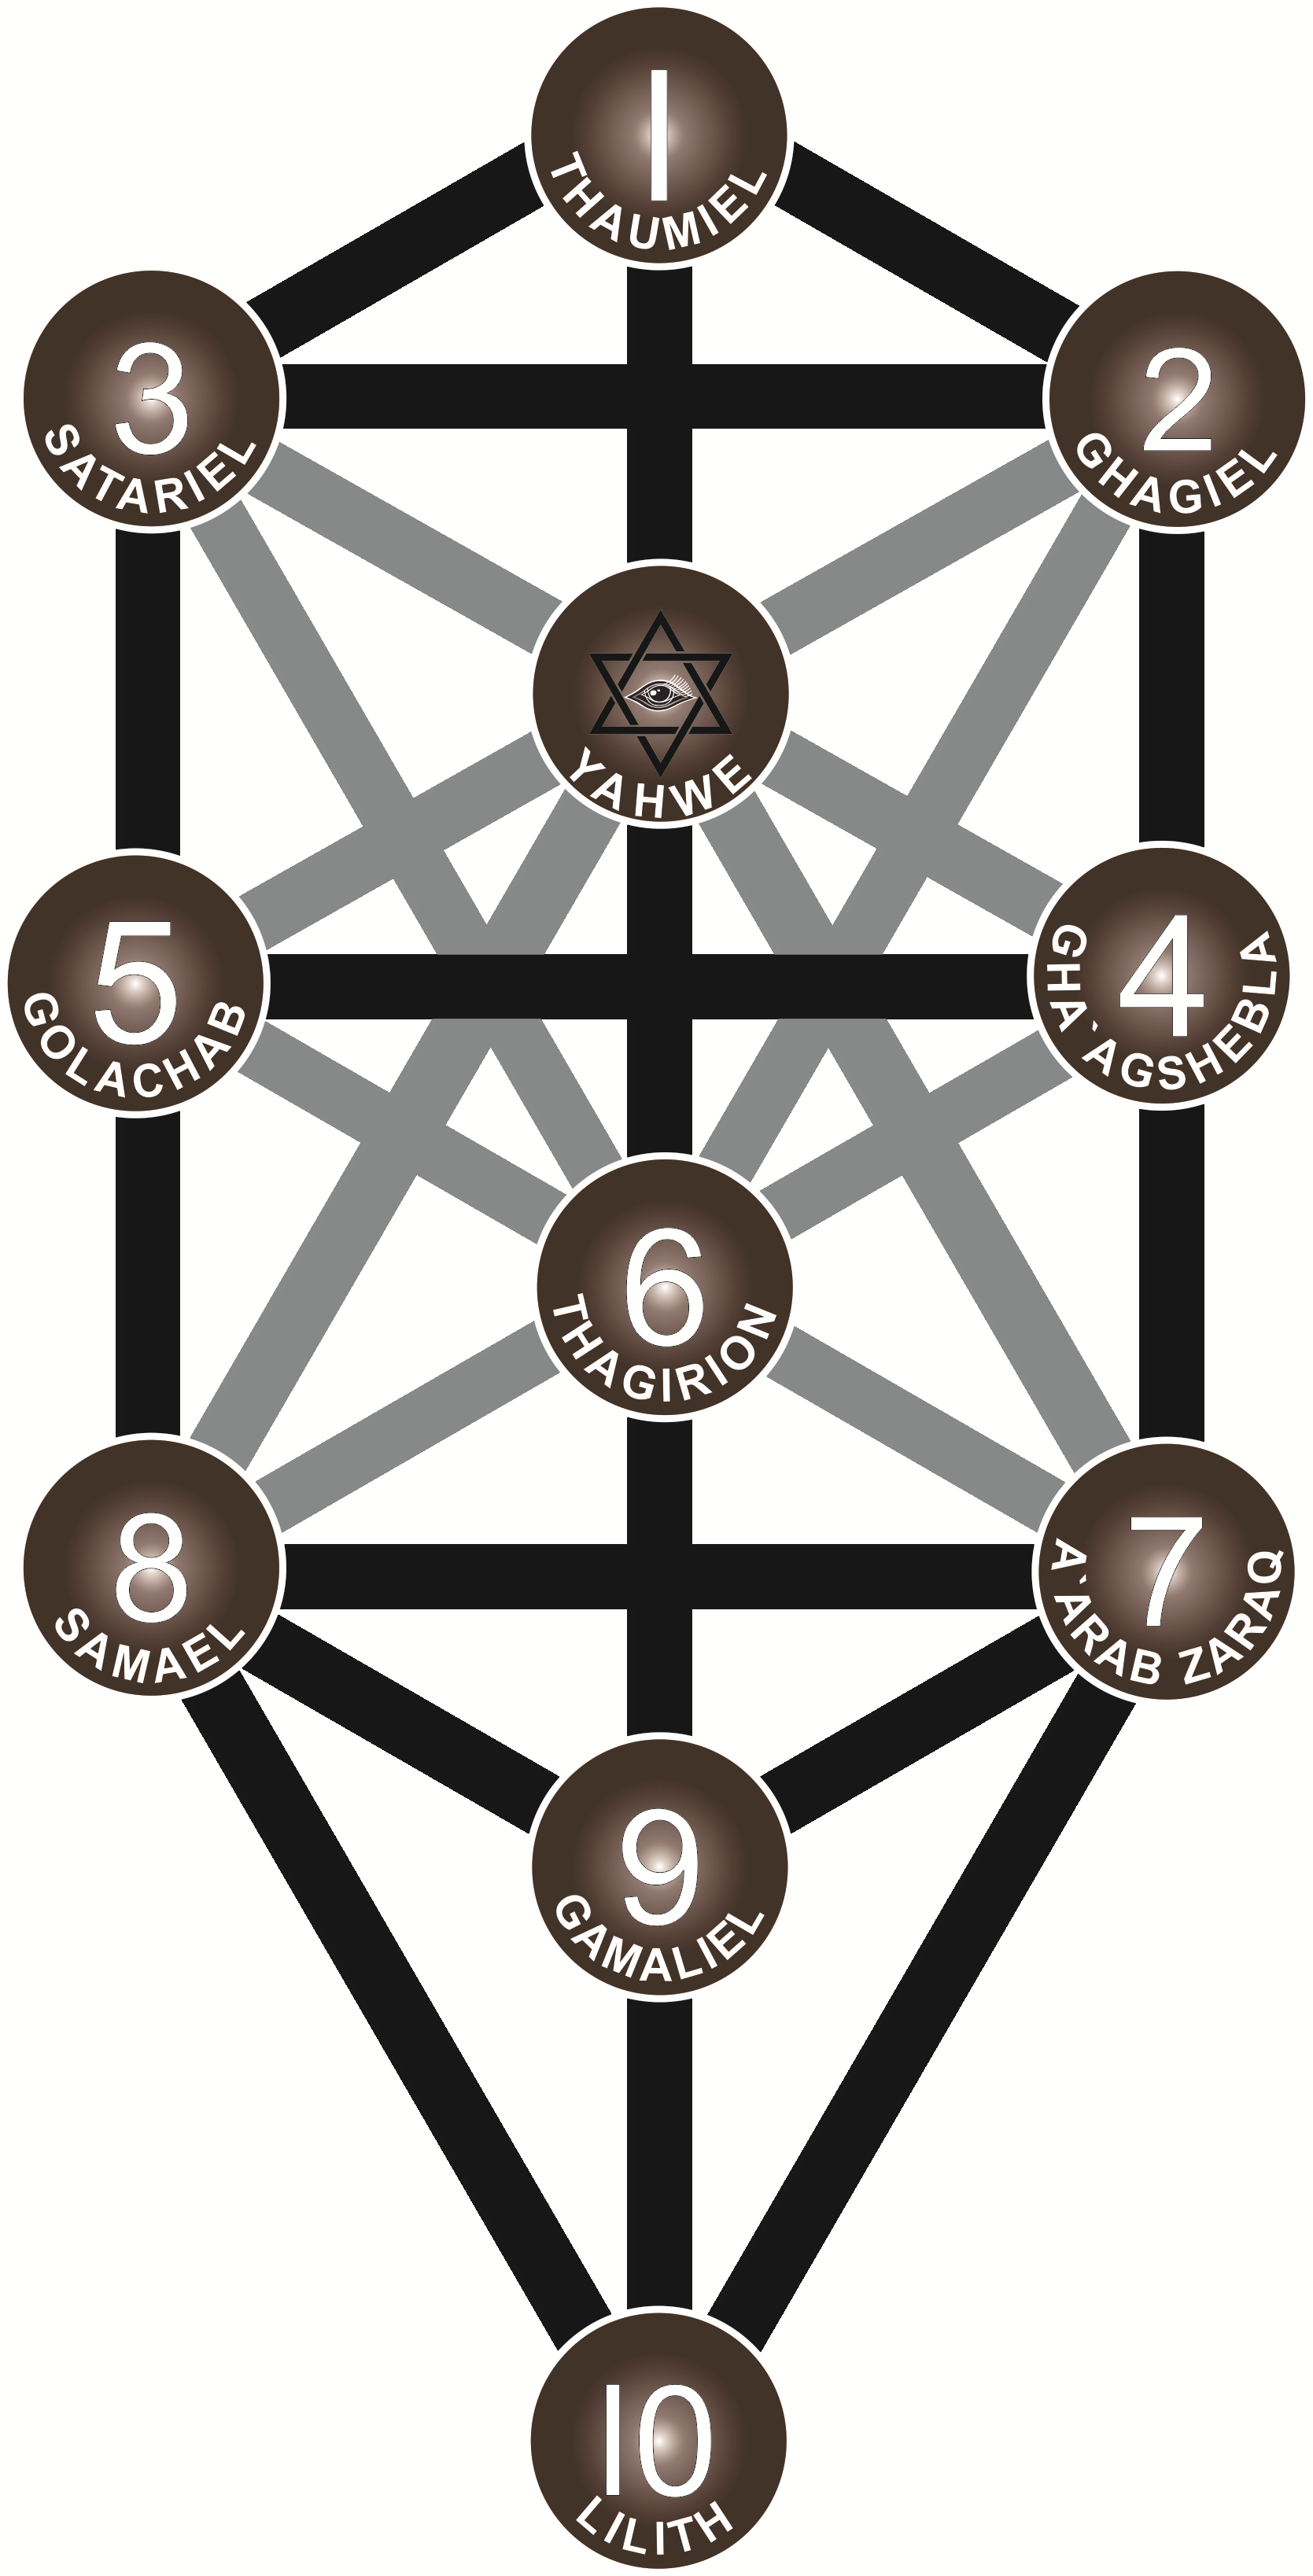 1
THAUMIEL
3
SATARIEL
2
GHAGIEL
YAHWE
5
GOLACHAB
4
GHA`AGSHEBLA
6
THAGIRION
8
SAMAEL
7
A`ARAB ZARAQ
9
GAMALIEL
10
LILITH